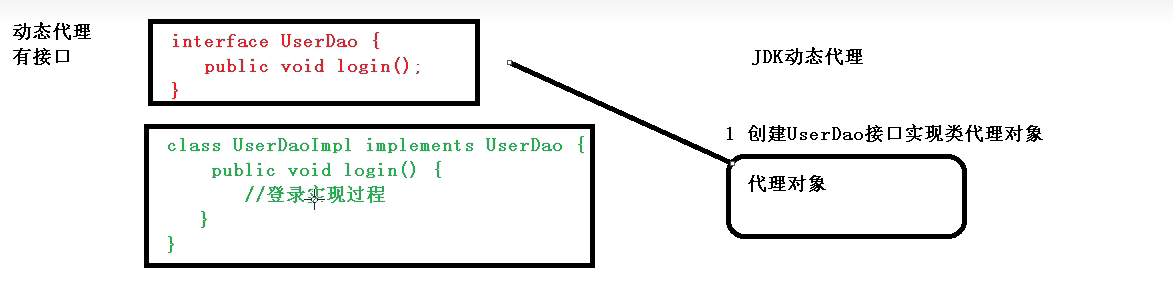 动态代理
有接口
interface UserDao {
public void login();
}
JDK动态代理
class UserDaoImpl implements UserDao {
public void login() {
//登录实现过程
}
}
1 创建UserDao接口实现类代理对象
代理对象